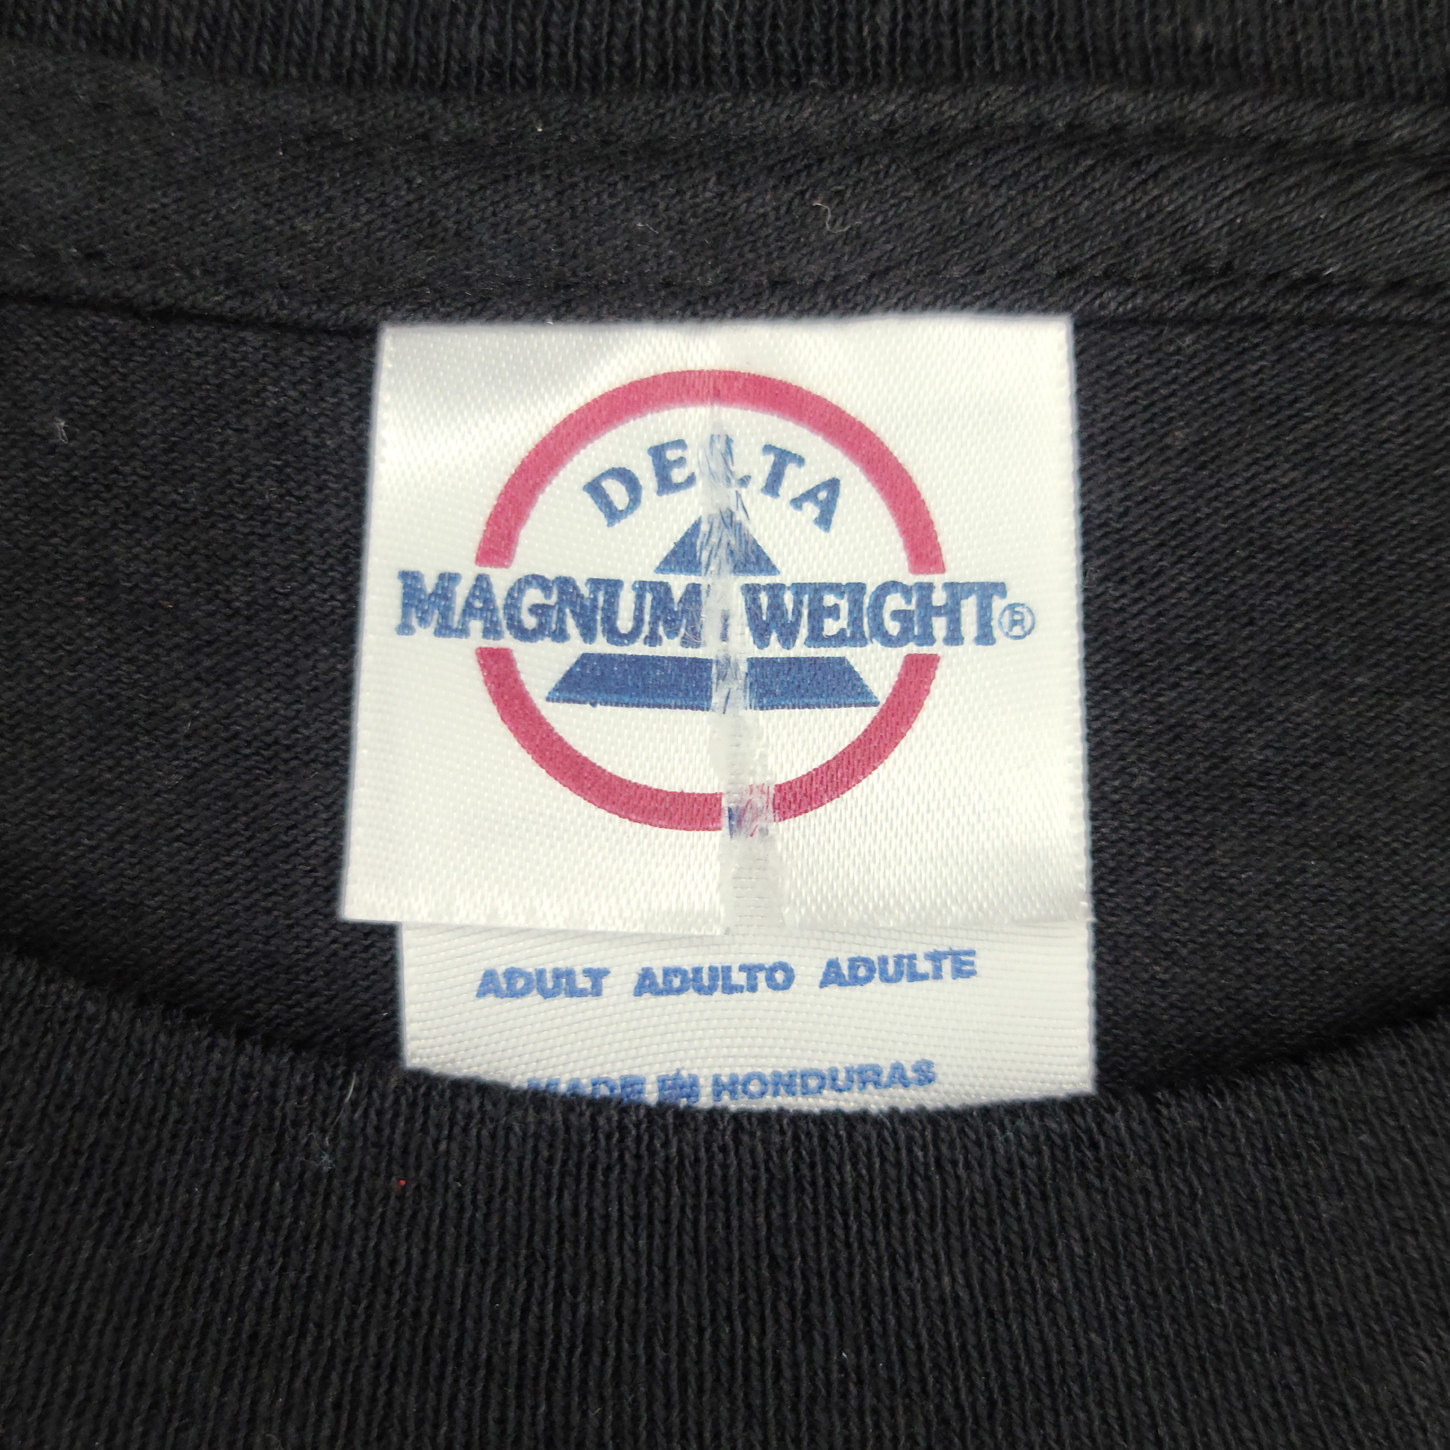 DELTA
MAGNUM WEIGHT®
ADULT ADULTO ADULTE
MADE IN HONDURAS